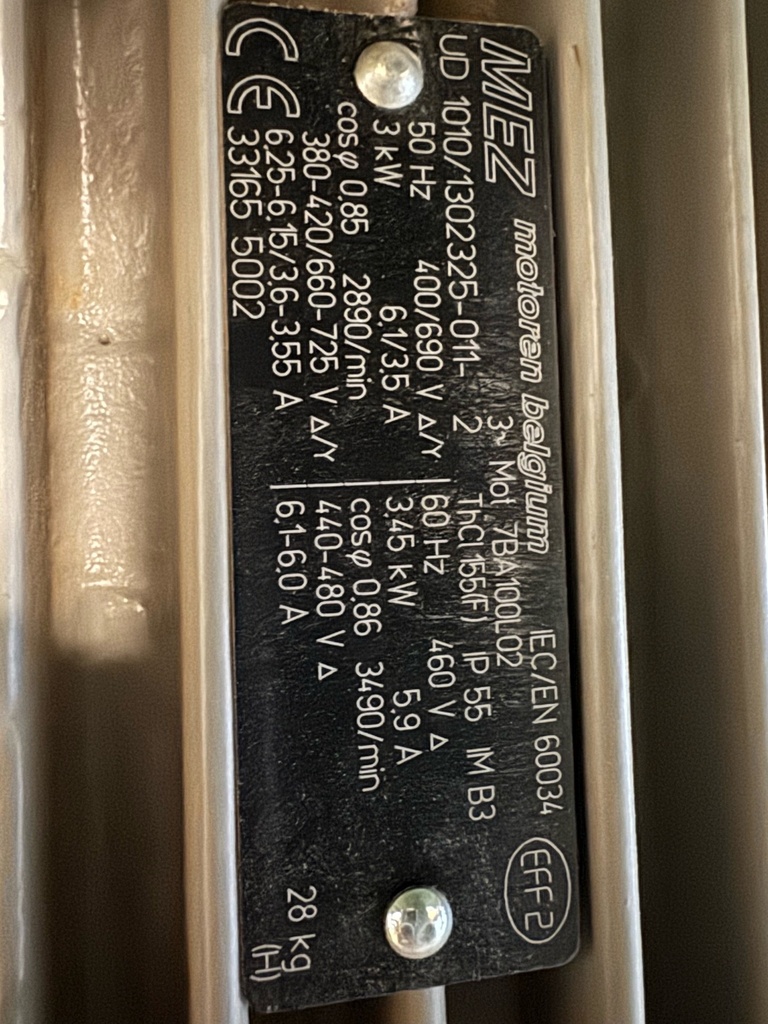 MEZ motoren belgium IEC/EN 60034 EFF2
3~ Mot. 7BA100L02
UD 1010/1302325-011-2 ThCl 155(F) IP 55 IM B3
50 Hz 400/690 V Δ/Y 60 Hz 460 V Δ
3 kW 6.1/3.5 A 3.45 kW 5.9 A
cosφ 0.85 2890/min cosφ 0.86 3490/min
380-420/660-725 V Δ/Y 440-480 V Δ
6.25-6.15/3.6-3.55 A 6.1-6.0 A 28 kg
CE 33165 5002 (H)